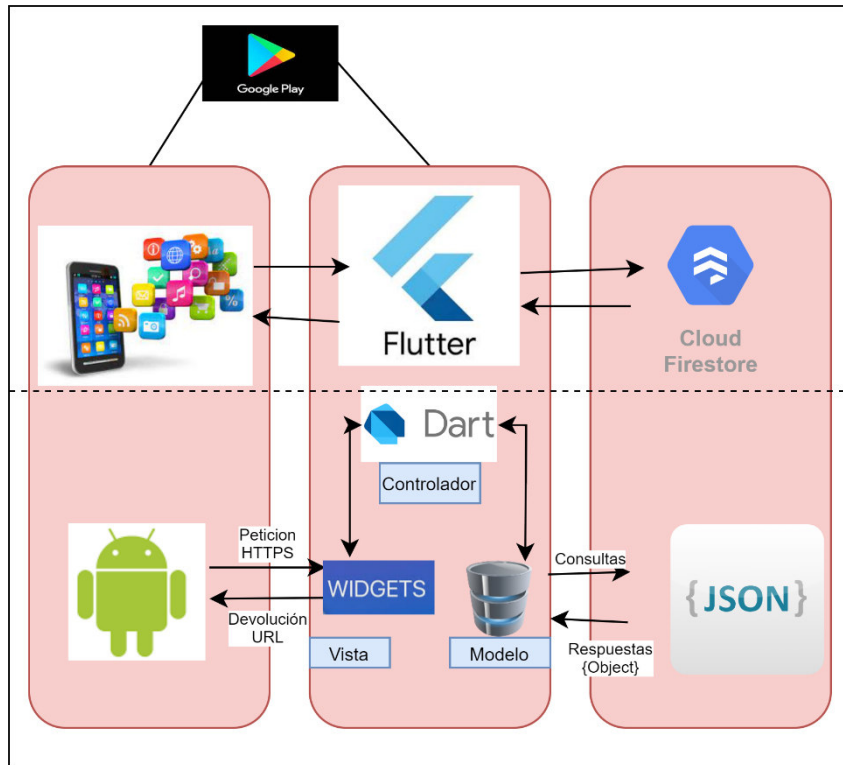 Google Play
Flutter
Cloud
Firestore
Dart
Controlador
Peticion
HTTPS
WIDGETS
Devolución
URL
Vista
Modelo
Consultas
Respuestas
{Object}
{JSON}